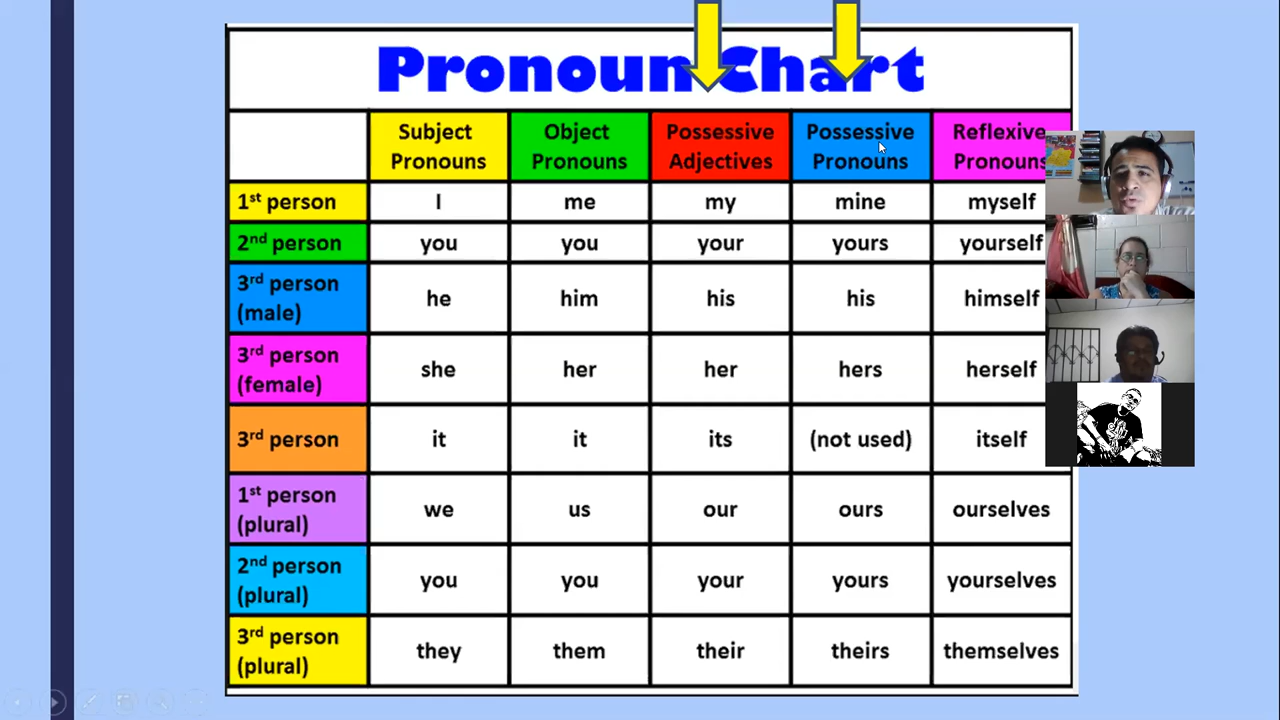 Pronoun Chart
Subject Pronouns Object Pronouns Possessive Adjectives Possessive Pronouns Reflexive Pronouns
1st person I me my mine myself
2nd person you you your yours yourself
3rd person (male) he him his his himself
3rd person (female) she her her hers herself
3rd person it it its (not used) itself
1st person (plural) we us our ours ourselves
2nd person (plural) you you your yours yourselves
3rd person (plural) they them their theirs themselves